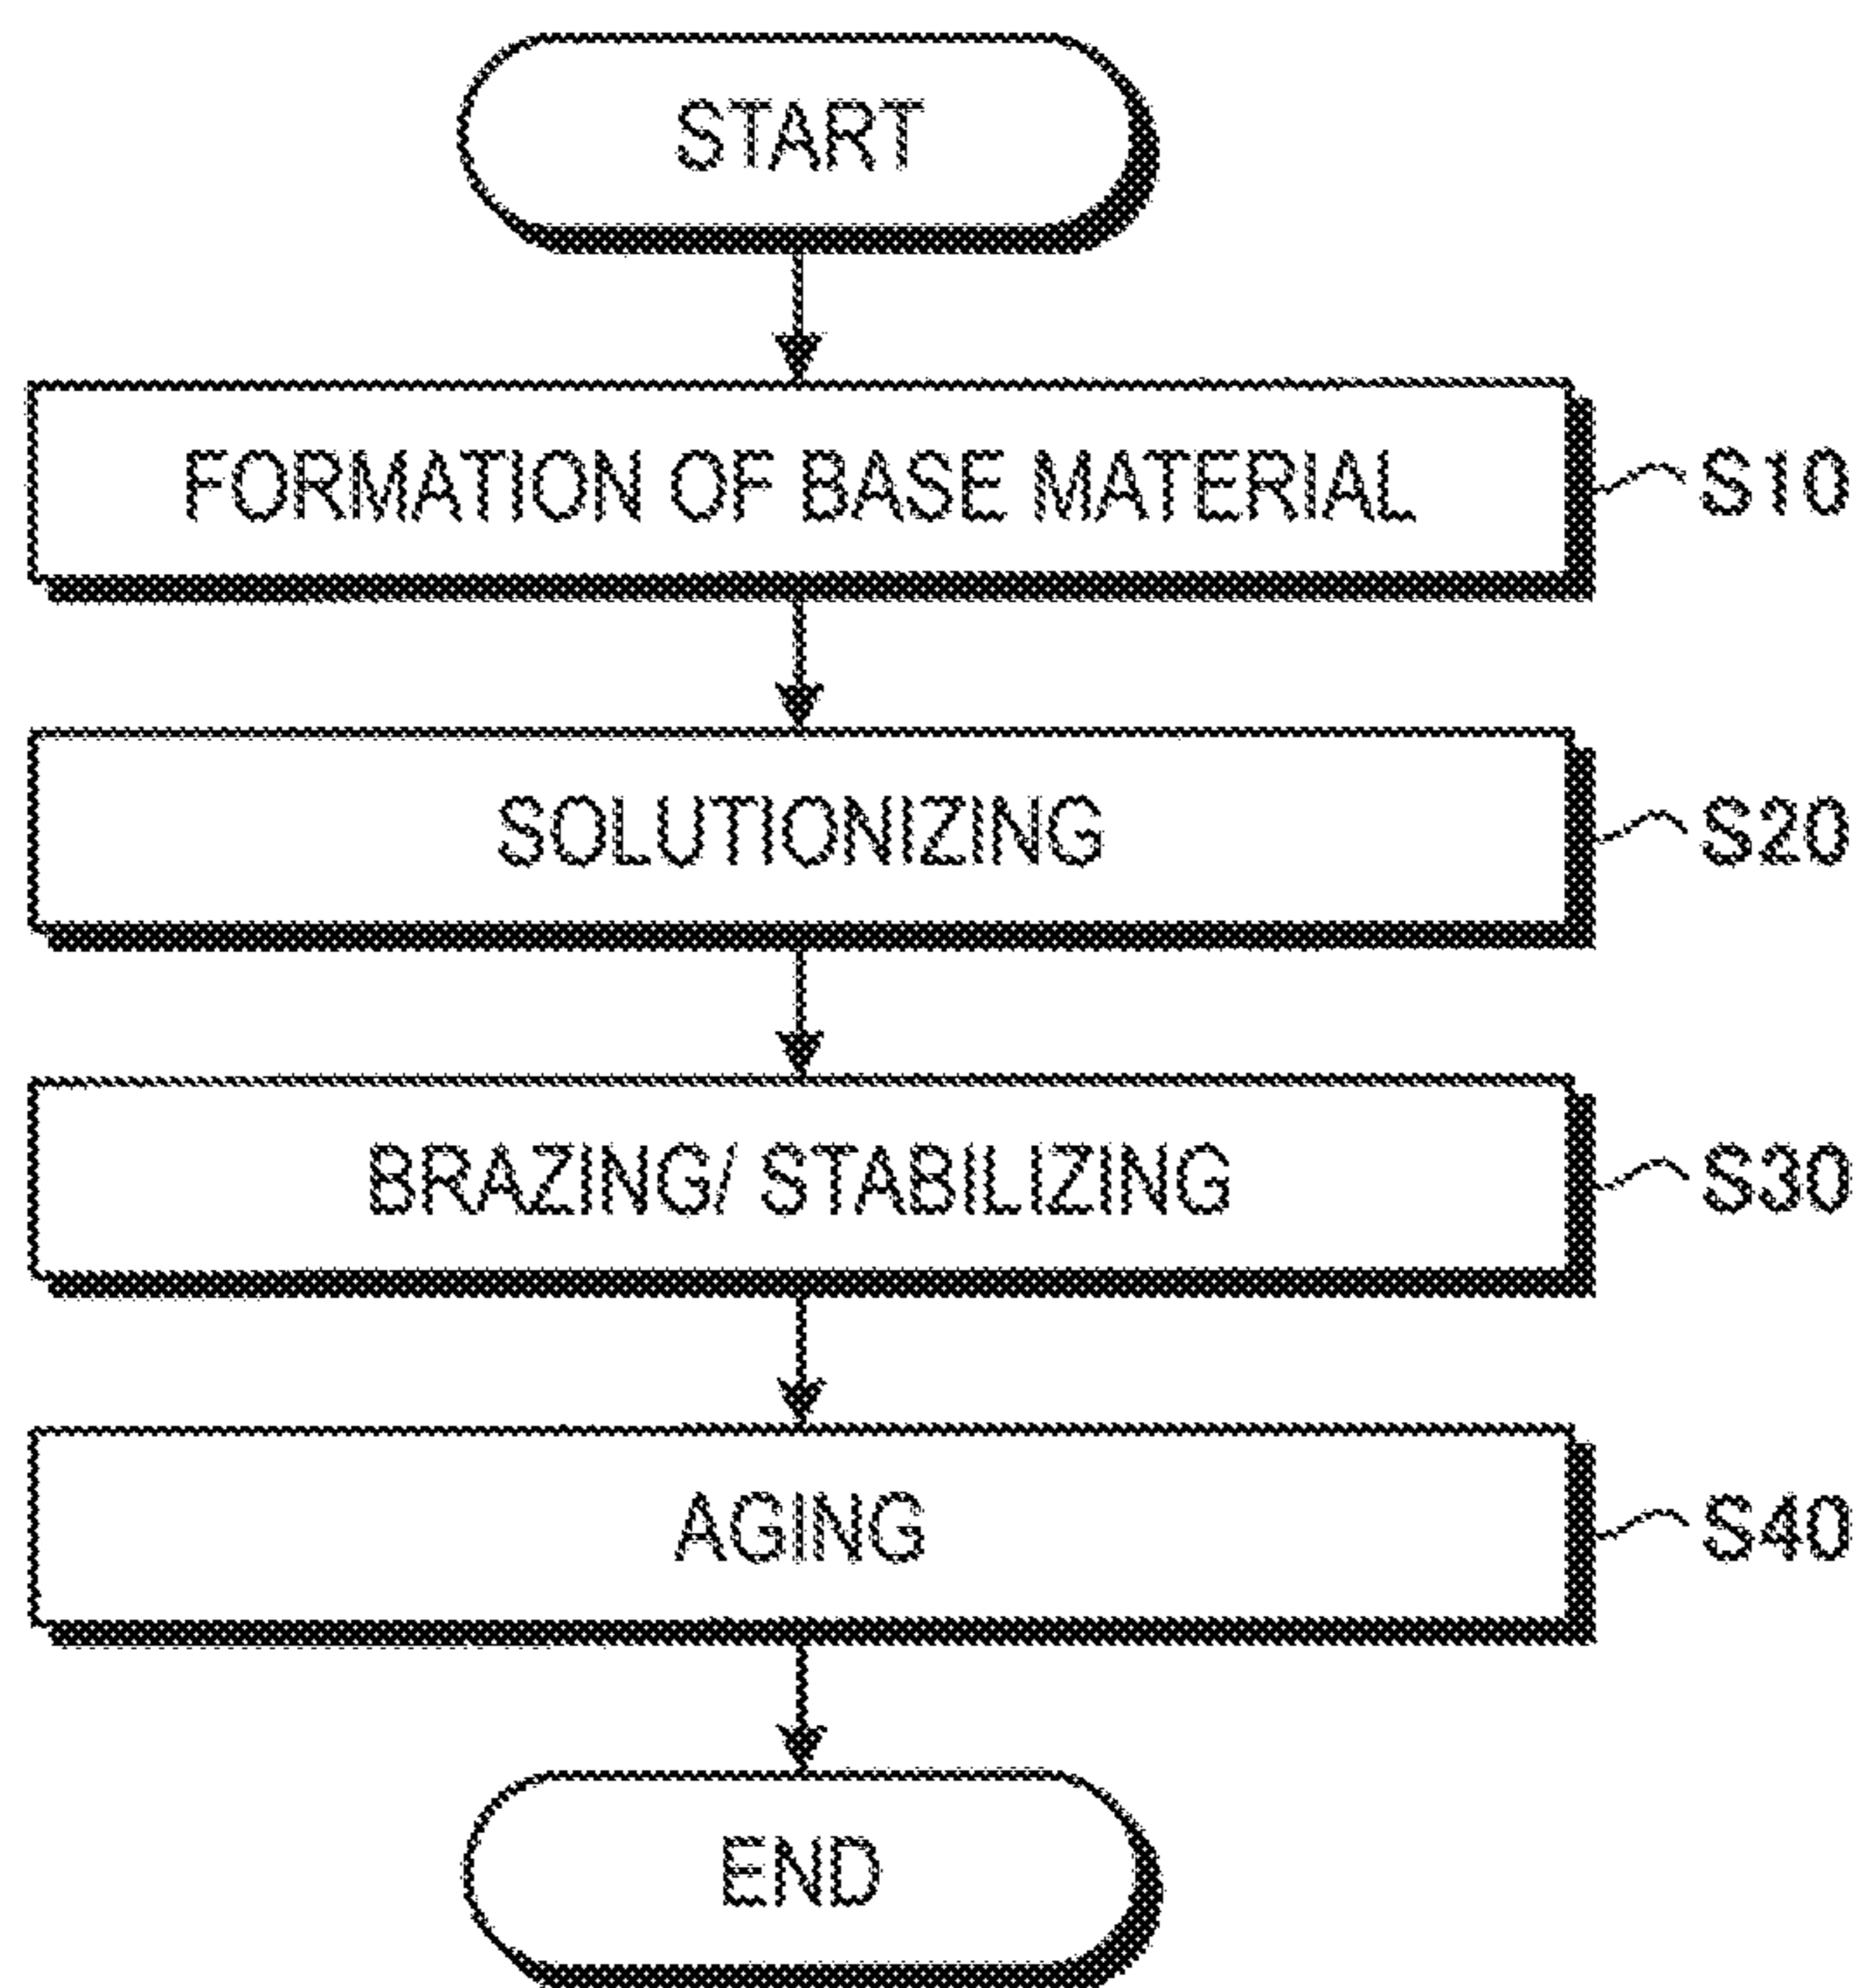 START
FORMATION OF BASE MATERIAL S10
SOLUTIONIZING S20
BRAZING/ STABILIZING S30
AGING S40
END